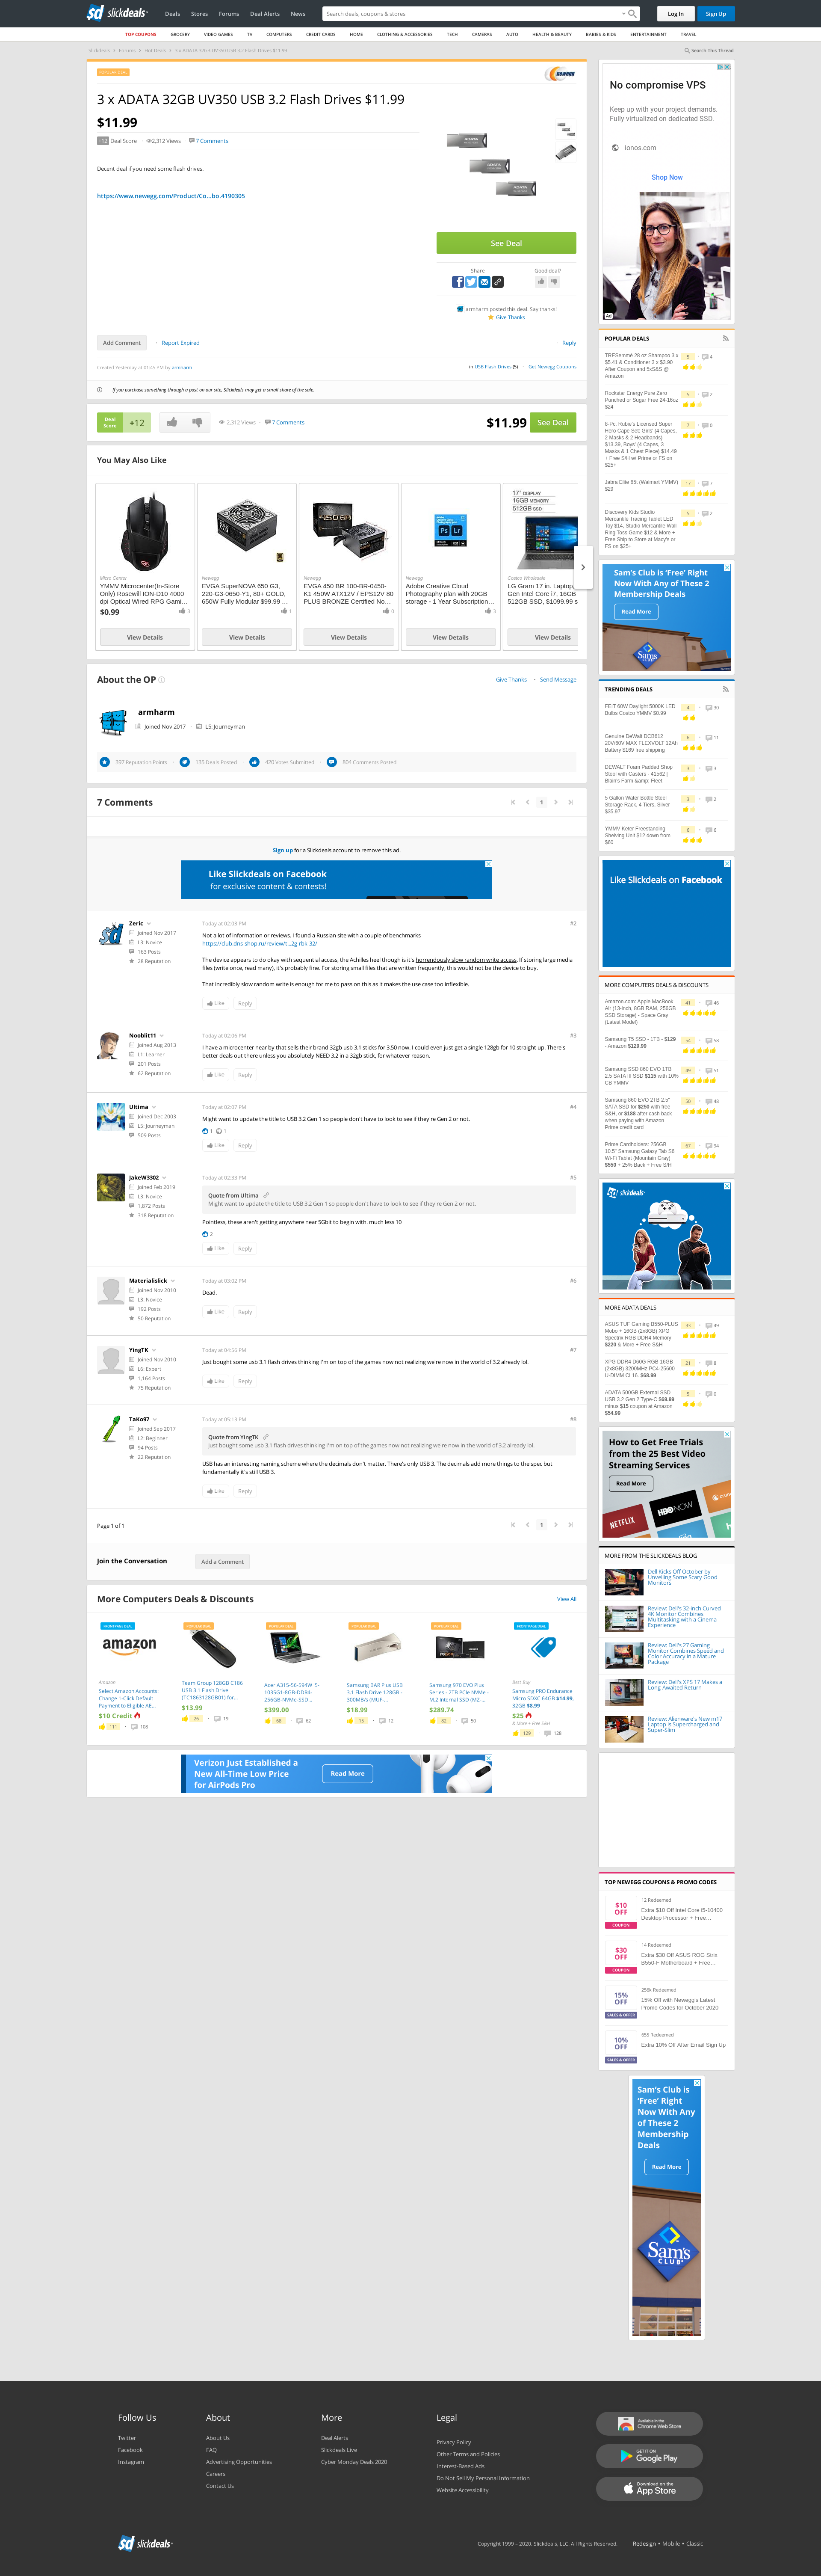 slickdeals
Deals Stores Forums Deal Alerts News
Search deals, coupons & stores
Log In Sign Up
TOP COUPONS GROCERY VIDEO GAMES TV COMPUTERS CREDIT CARDS HOME CLOTHING & ACCESSORIES TECH CAMERAS AUTO HEALTH & BEAUTY BABIES & KIDS ENTERTAINMENT TRAVEL
Slickdeals > Forums > Hot Deals > 3 x ADATA 32GB UV350 USB 3.2 Flash Drives $11.99
Search This Thread
POPULAR DEAL
newegg
3 x ADATA 32GB UV350 USB 3.2 Flash Drives $11.99
$11.99
+12 Deal Score 2,312 Views 7 Comments
Decent deal if you need some flash drives.
https://www.newegg.com/Product/Co...bo.4190305
See Deal
Share Good deal?
armharm posted this deal. Say thanks!
Give Thanks
Add Comment Report Expired Reply
Created Yesterday at 01:45 PM by armharm
in USB Flash Drives (5) Get Newegg Coupons
If you purchase something through a post on our site, Slickdeals may get a small share of the sale.
Deal Score +12 2,312 Views 7 Comments $11.99 See Deal
You May Also Like
Micro Center
YMMV Microcenter(In-Store Only) Rosewill ION-D10 4000 dpi Optical Wired RPG Gami...
$0.99 3
View Details
Newegg
EVGA SuperNOVA 650 G3, 220-G3-0650-Y1, 80+ GOLD, 650W Fully Modular $99.99 ...
1
View Details
Newegg
EVGA 450 BR 100-BR-0450-K1 450W ATX12V / EPS12V 80 PLUS BRONZE Certified No...
0
View Details
Newegg
Adobe Creative Cloud Photography plan with 20GB storage - 1 Year Subscription...
3
View Details
17" DISPLAY
16GB MEMORY
512GB SSD
Costco Wholesale
LG Gram 17 in. Laptop,
Gen Intel Core i7, 16GB
512GB SSD, $1099.99 s
View Details
About the OP
Give Thanks Send Message
armharm
Joined Nov 2017 L5: Journeyman
397 Reputation Points 130 Deals Posted 420 Votes Submitted 804 Comments Posted
7 Comments
1
Sign up for a Slickdeals account to remove this ad.
Like Slickdeals on Facebook
for exclusive content & contests!
Zeric
Joined Nov 2017
L3: Novice
163 Posts
28 Reputation
Today at 02:03 PM #2
Not a lot of information or reviews. I found a Russian site with a couple of benchmarks
https://club.dns-shop.ru/review/t...2g-rbk-32/
The device appears to do okay with sequential access, the Achilles heel though is it's horrendously slow random write access. If storing large media files (write once, read many), it's probably fine. For storing small files that are written frequently, this would not be the device to buy.
That incredibly slow random write is enough for me to pass on this as it makes the use case too inflexible.
Like Reply
Nooblit11
Joined Aug 2013
L1: Learner
201 Posts
62 Reputation
Today at 02:06 PM #3
I have a microcenter near by that sells their brand 32gb usb 3.1 sticks for 3.50 now. I could even just get a single 128gb for 10 straight up. There's better deals out there unless you absolutely NEED 3.2 in a 32gb stick, for whatever reason.
Like Reply
Ultima
Joined Dec 2003
L5: Journeyman
509 Posts
Today at 02:07 PM #4
Might want to update the title to USB 3.2 Gen 1 so people don't have to look to see if they're Gen 2 or not.
1 1
Like Reply
JakeW3302
Joined Feb 2019
L3: Novice
1,872 Posts
318 Reputation
Today at 02:33 PM #5
Quote from Ultima
Might want to update the title to USB 3.2 Gen 1 so people don't have to look to see if they're Gen 2 or not.
Pointless, these aren't getting anywhere near 5Gbit to begin with. much less 10
2
Like Reply
Materialislick
Joined Nov 2010
L3: Novice
192 Posts
50 Reputation
Today at 03:02 PM #6
Dead.
Like Reply
YingTK
Joined Nov 2010
L6: Expert
1,164 Posts
75 Reputation
Today at 04:56 PM #7
Just bought some usb 3.1 flash drives thinking I'm on top of the games now not realizing we're now in the world of 3.2 already lol.
Like Reply
TaKo97
Joined Sep 2017
L2: Beginner
94 Posts
22 Reputation
Today at 05:13 PM #8
Quote from YingTK
Just bought some usb 3.1 flash drives thinking I'm on top of the games now not realizing we're now in the world of 3.2 already lol.
USB has an interesting naming scheme where the decimals don't matter. There's only USB 3. The decimals add more things to the spec but fundamentally it's still USB 3.
Like Reply
Page 1 of 1 1
Join the Conversation Add a Comment
More Computers Deals & Discounts View All
FRONTPAGE DEAL
amazon
Amazon
Select Amazon Accounts: Change 1-Click Default Payment to Eligible AE...
$10 Credit
111 108
POPULAR DEAL
Team Group 128GB C186 USB 3.1 Flash Drive (TC1863128GB01) for...
$13.99
26 19
POPULAR DEAL
Acer A315-56-594W i5-1035G1-8GB-DDR4-256GB-NVMe-SSD...
$399.00
68 62
POPULAR DEAL
Samsung BAR Plus USB 3.1 Flash Drive 128GB - 300MB/s (MUF-...
$18.99
15 12
POPULAR DEAL
Samsung 970 EVO Plus Series - 2TB PCIe NVMe - M.2 Internal SSD (MZ-...
$289.74
82 50
FRONTPAGE DEAL
Best Buy
Samsung PRO Endurance Micro SDXC 64GB $14.99, 32GB $8.99
$25
& More + Free S&H
129 128
Verizon Just Established a New All-Time Low Price for AirPods Pro
Read More
No compromise VPS
Keep up with your project demands. Fully virtualized on dedicated SSD.
ionos.com
Shop Now
Ad
POPULAR DEALS
TRESemmé 28 oz Shampoo 3 x $5.41 & Conditioner 3 x $3.90 After Coupon and 5xS&S @ Amazon
5 4
Rockstar Energy Pure Zero Punched or Sugar Free 24-16oz $24
5 2
8-Pc. Rubie's Licensed Super Hero Cape Set: Girls' (4 Capes, 2 Masks & 2 Headbands) $13.39, Boys' (4 Capes, 3 Masks & 1 Chest Piece) $14.49 + Free S/H w/ Prime or FS on $25+
7 0
Jabra Elite 65t (Walmart YMMV) $29
17 7
Discovery Kids Studio Mercantile Tracing Tablet LED Toy $14, Studio Mercantile Wall Ring Toss Game $12 & More + Free Ship to Store at Macy's or FS on $25+
5 2
Sam's Club is 'Free' Right Now With Any of These 2 Membership Deals
Read More
Sam's
TRENDING DEALS
FEIT 60W Daylight 5000K LED Bulbs Costco YMMV $0.99
4 30
Genuine DeWalt DCB612 20V/60V MAX FLEXVOLT 12Ah Battery $169 free shipping
6 11
DEWALT Foam Padded Shop Stool with Casters - 41562 | Blain's Farm &amp; Fleet
3 3
5 Gallon Water Bottle Steel Storage Rack, 4 Tiers, Silver $35.97
3 2
YMMV Keter Freestanding Shelving Unit $12 down from $60
6 6
Like Slickdeals on Facebook
MORE COMPUTERS DEALS & DISCOUNTS
Amazon.com: Apple MacBook Air (13-inch, 8GB RAM, 256GB SSD Storage) - Space Gray (Latest Model)
41 46
Samsung T5 SSD - 1TB - $129 - Amazon $129.99
54 58
Samsung SSD 860 EVO 1TB 2.5 SATA III SSD $115 with 10% CB YMMV
49 51
Samsung 860 EVO 2TB 2.5" SATA SSD for $256 with free S&H, or $188 after cash back when paying with Amazon Prime credit card
50 48
Prime Cardholders: 256GB 10.5" Samsung Galaxy Tab S6 Wi-Fi Tablet (Mountain Gray) $550 + 25% Back + Free S/H
67 94
slickdeals
MORE ADATA DEALS
ASUS TUF Gaming B550-PLUS Mobo + 16GB (2x8GB) XPG Spectrix RGB DDR4 Memory $220 & More + Free S&H
33 49
XPG DDR4 D60G RGB 16GB (2x8GB) 3200MHz PC4-25600 U-DIMM CL16. $68.99
21 8
ADATA 500GB External SSD USB 3.2 Gen 2 Type-C $69.99 minus $15 coupon at Amazon $54.99
5 0
How to Get Free Trials from the 25 Best Video Streaming Services
Read More
NETFLIX HBO NOW
MORE FROM THE SLICKDEALS BLOG
Dell Kicks Off October by Unveiling Some Scary Good Monitors
Review: Dell's 32-inch Curved 4K Monitor Combines Multitasking with a Cinema Experience
Review: Dell's 27 Gaming Monitor Combines Speed and Color Accuracy in a Mature Package
Review: Dell's XPS 17 Makes a Long-Awaited Return
Review: Alienware's New m17 Laptop is Supercharged and Super-Slim
TOP NEWEGG COUPONS & PROMO CODES
$10 OFF COUPON
12 Redeemed
Extra $10 Off Intel Core i5-10400 Desktop Processor + Free...
$30 OFF COUPON
14 Redeemed
Extra $30 Off ASUS ROG Strix B550-F Motherboard + Free...
15% OFF SALES & OFFER
256k Redeemed
15% Off with Newegg's Latest Promo Codes for October 2020
10% OFF SALES & OFFER
655 Redeemed
Extra 10% Off After Email Sign Up
Sam's Club is 'Free' Right Now With Any of These 2 Membership Deals
Read More
Sam's CLUB
Follow Us
Twitter
Facebook
Instagram
About
About Us
FAQ
Advertising Opportunities
Careers
Contact Us
More
Deal Alerts
Slickdeals Live
Cyber Monday Deals 2020
Legal
Privacy Policy
Other Terms and Policies
Interest-Based Ads
Do Not Sell My Personal Information
Website Accessibility
Available in the Chrome Web Store
GET IT ON Google Play
Download on the App Store
slickdeals
Copyright 1999 - 2020. Slickdeals, LLC. All Rights Reserved. Redesign • Mobile • Classic